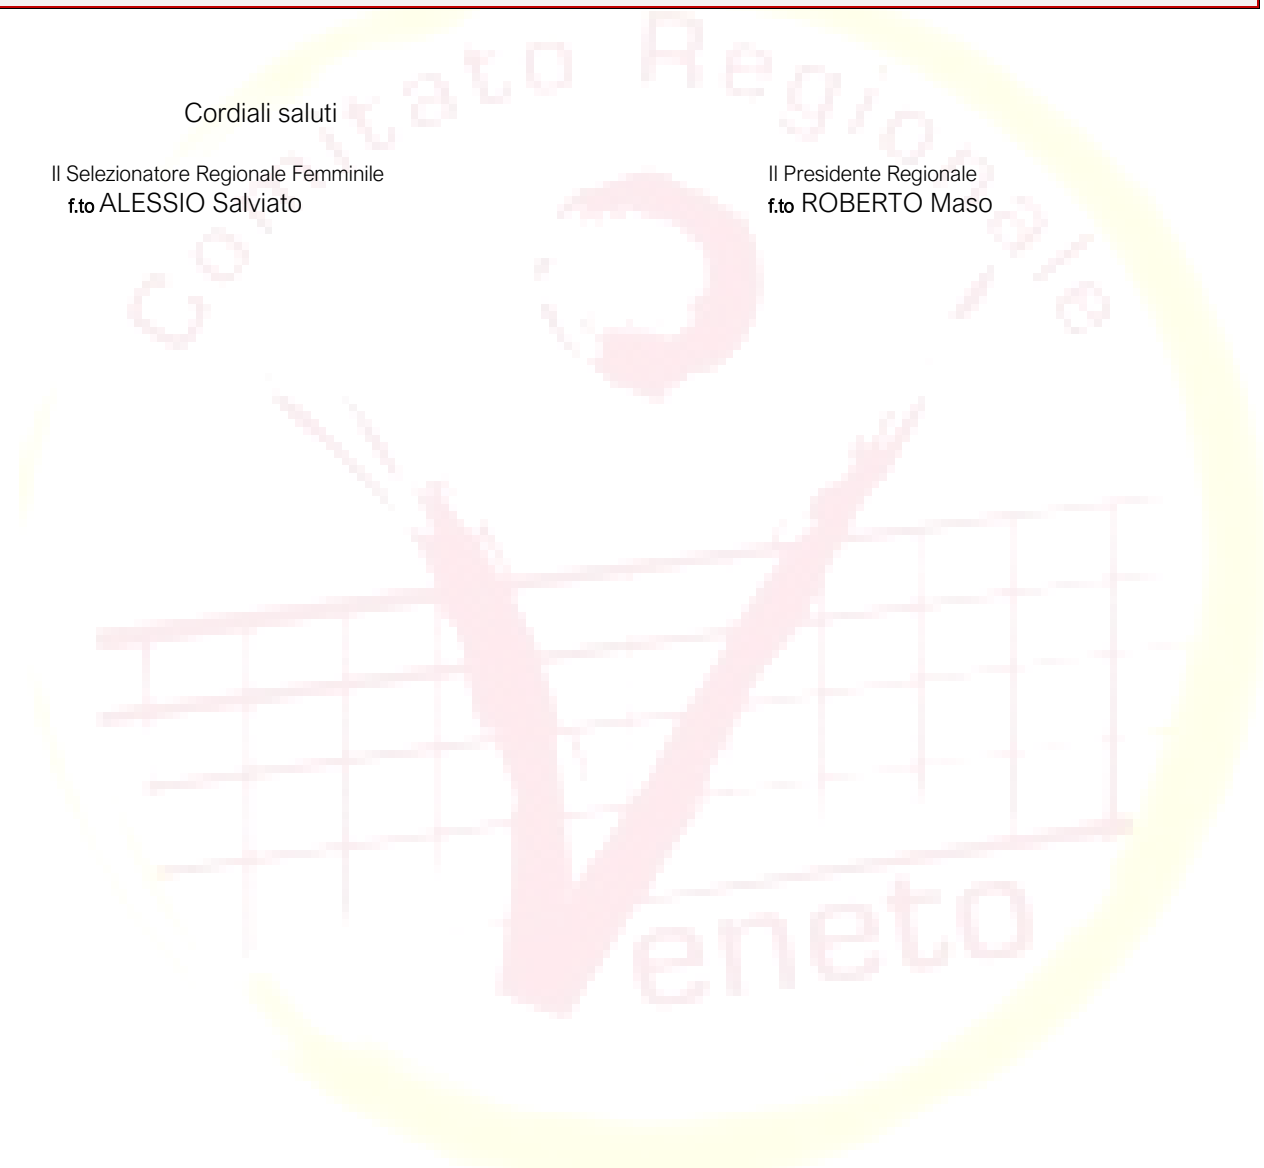 Comitato Regionale
Cordiali saluti
Il Selezionatore Regionale Femminile
Il Presidente Regionale
f.to ALESSIO Salviato
f.to ROBERTO Maso
Veneto